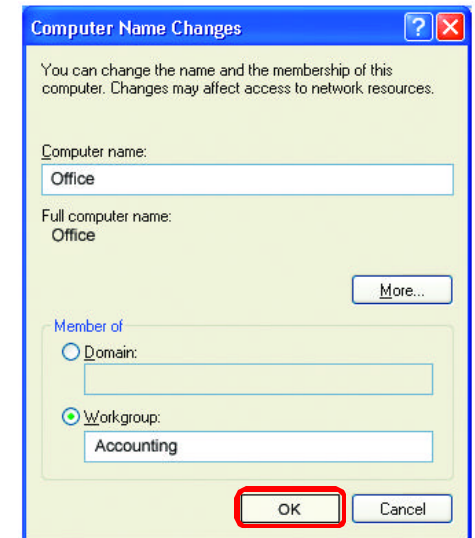 Computer Name Changes
You can change the name and the membership of this
computer. Changes may affect access to network resources.
Computer name:
Office
Full computer name:
Office
More...
Member of
Domain:
Workgroup:
Accounting
OK
Cancel